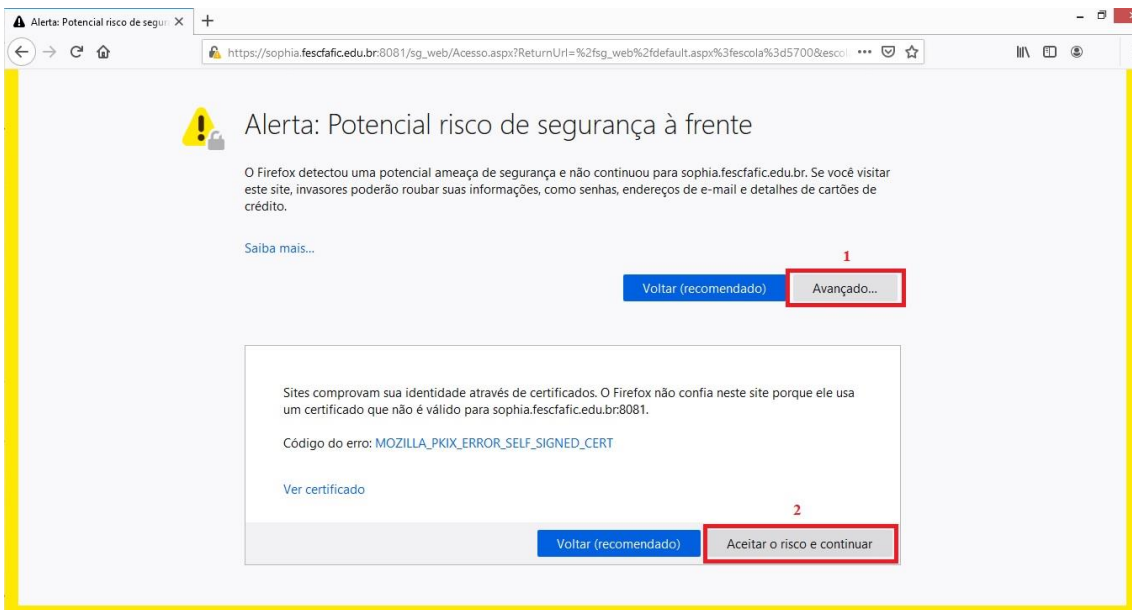 Alerta: Potencial risco de segur
https://sophia.fescfafic.edu.br:8081/sg_web/Acesso.aspx?ReturnUrl=%2fsg_web%2fdefault.aspx%3fescola%3d5700&escol
Alerta: Potencial risco de segurança à frente
O Firefox detectou uma potencial ameaça de segurança e não continuou para sophia.fescfafic.edu.br. Se você visitar
este site, invasores poderão roubar suas informações, como senhas, endereços de e-mail e detalhes de cartões de
crédito.
Saiba mais...
1
Voltar (recomendado) Avançado...
Sites comprovam sua identidade através de certificados. O Firefox não confia neste site porque ele usa
um certificado que não é válido para sophia.fescfafic.edu.br:8081.
Código do erro: MOZILLA_PKIX_ERROR_SELF_SIGNED_CERT
Ver certificado
2
Voltar (recomendado) Aceitar o risco e continuar